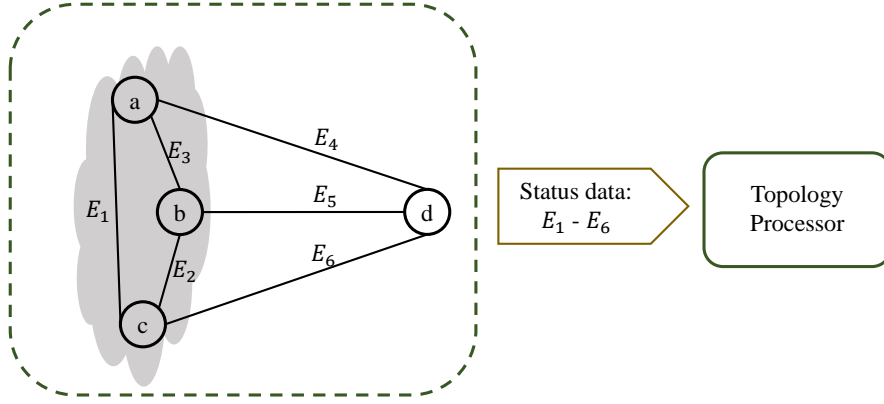 a
E₄
E₃
E₁
b
E₅
d
E₂
E₆
c
Status data:
E₁ - E₆
Topology
Processor